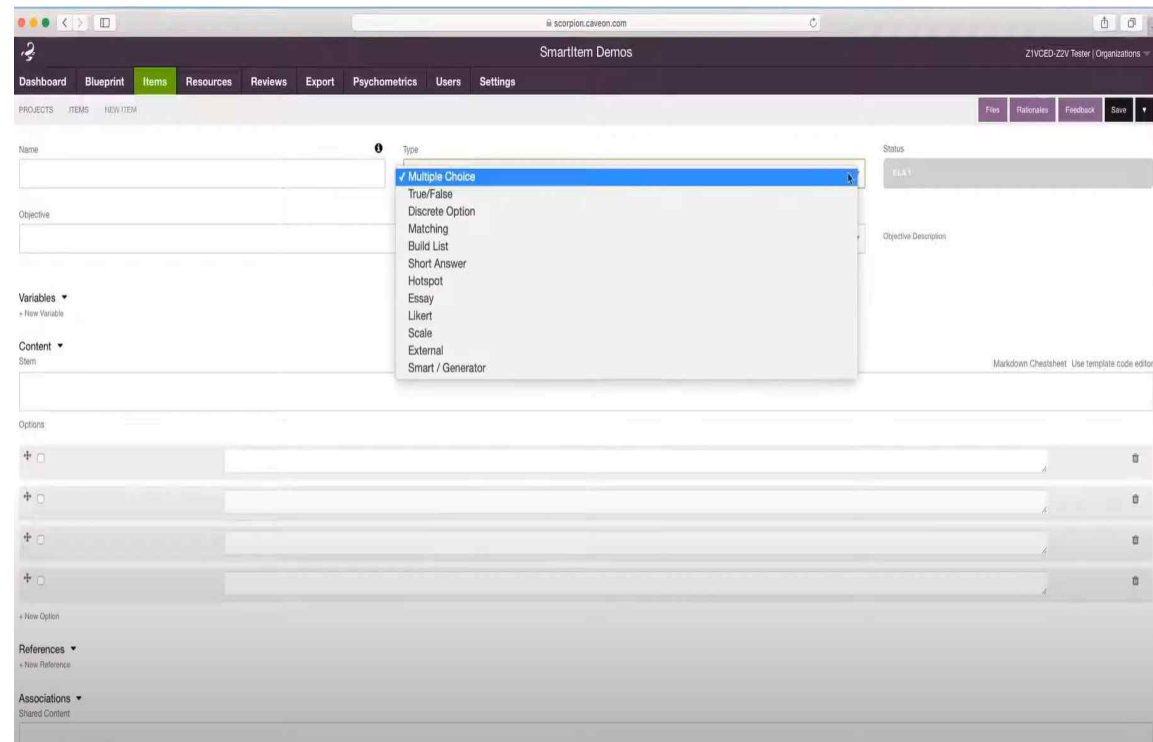 scorpion.caveon.com
SmartItem Demos
Z1VCED-Z2V Tester | Organizations
Dashboard Blueprint Items Resources Reviews Export Psychometrics Users Settings
PROJECTS ITEMS NEW ITEM
Files Rationales Feedback Save
Name
Type
Status
✓ Multiple Choice
ELA1
True/False
Discrete Option
Objective
Matching
Build List
Objective Description
Short Answer
Hotspot
Variables
Essay
+ New Variable
Likert
Scale
Content
External
Stem
Smart / Generator
Markdown Cheatsheet Use template code editor
Options
+ New Option
References
+ New Reference
Associations
Shared Content